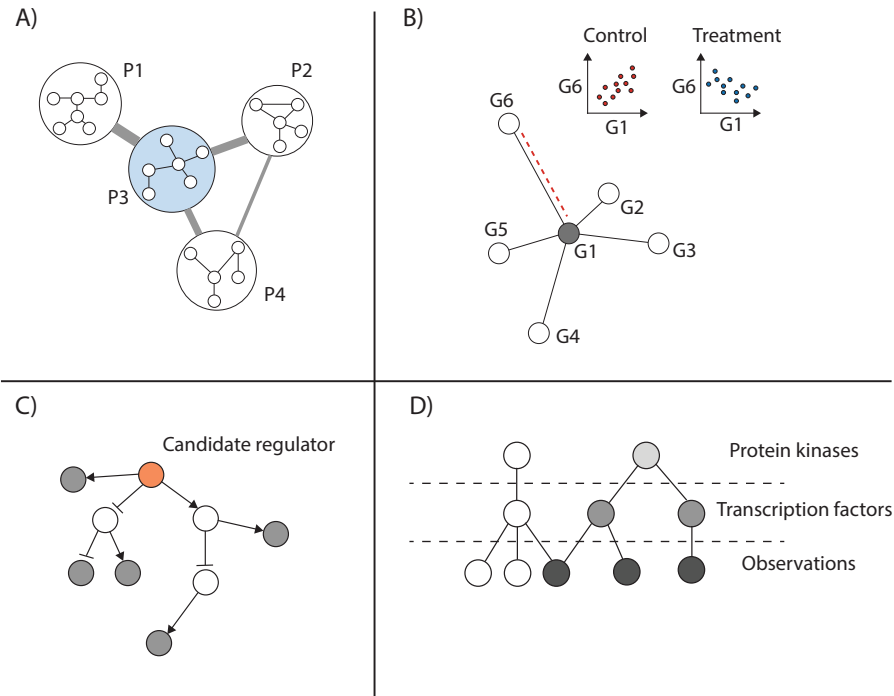 A)
P1
P2
P3
P4
B)
Control
Treatment
G6
G1
G6
G1
G6
G2
G5
G1
G3
G4
C)
Candidate regulator
D)
Protein kinases
Transcription factors
Observations